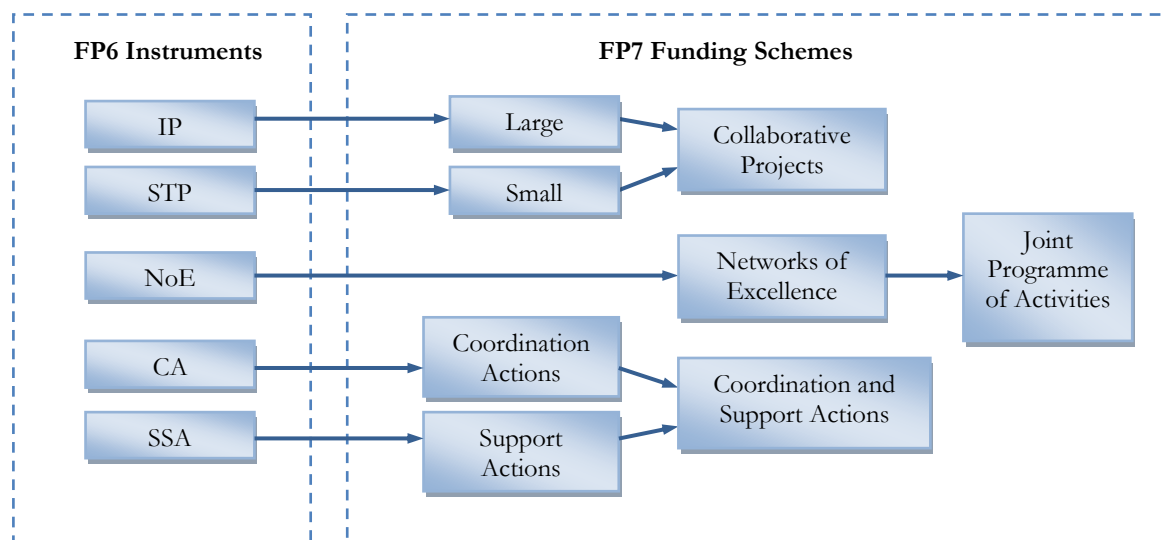 FP6 Instruments
FP7 Funding Schemes
IP
Large
Collaborative
Projects
STP
Small
NoE
Networks of
Excellence
Joint
Programme
of Activities
CA
Coordination
Actions
Coordination and
Support Actions
SSA
Support
Actions